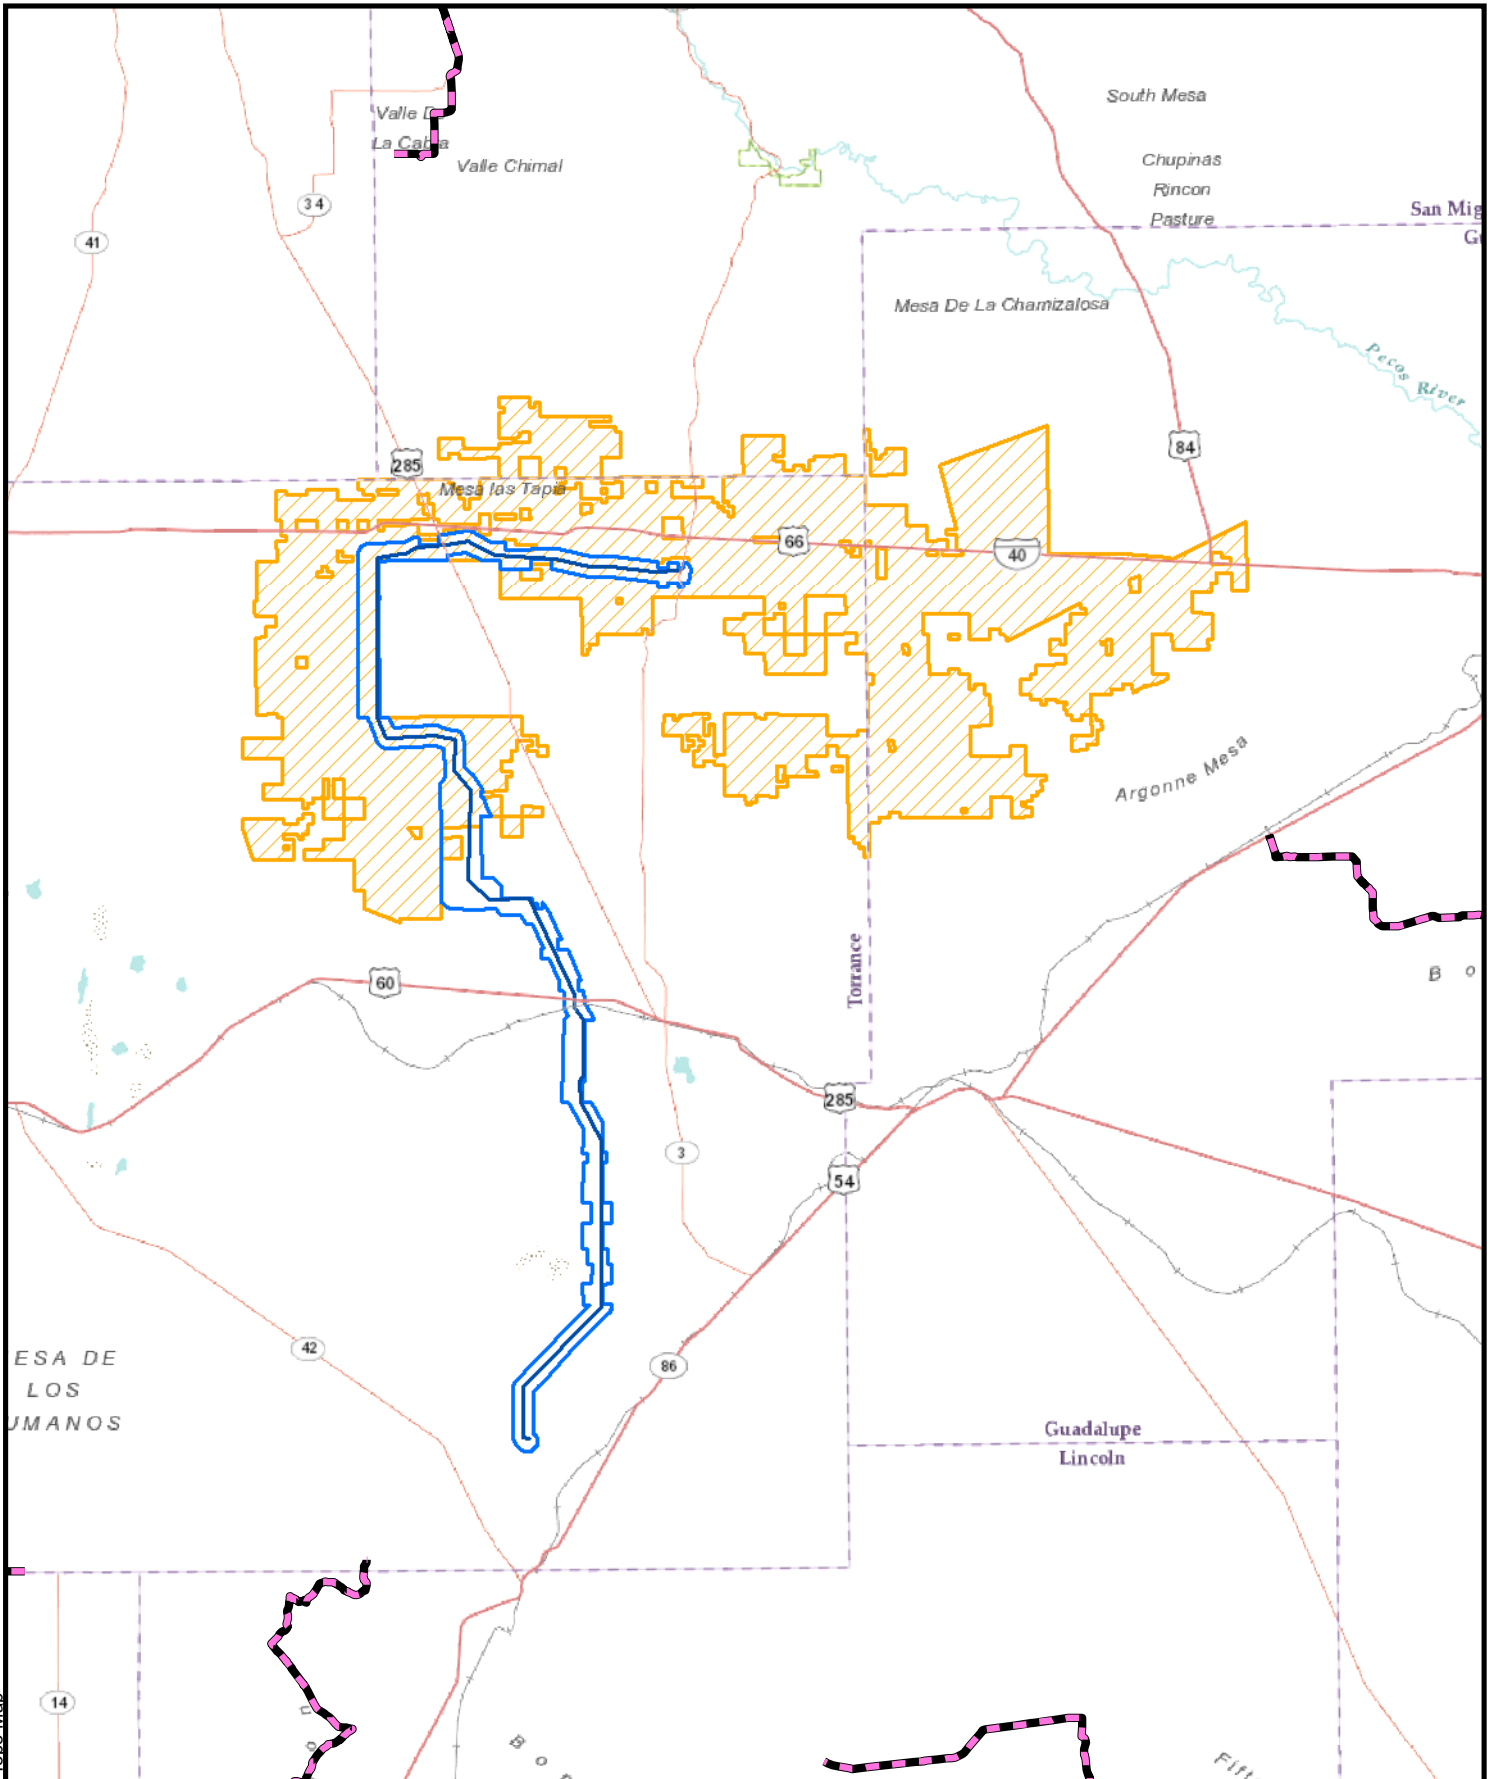 South Mesa
Valle D
La Cab a
Valle Chimal
Chupinas
Rincon
Pasture
34
41
San Mig
Gu
Mesa De La Chamizalosa
Pecos River
84
285
Mesa las Tapia
66
40
Argonne Mesa
Torrance
60
B o
285
3
54
42
ESA DE
LOS
UMANOS
86
Guadalupe
Lincoln
14
B o
Fift